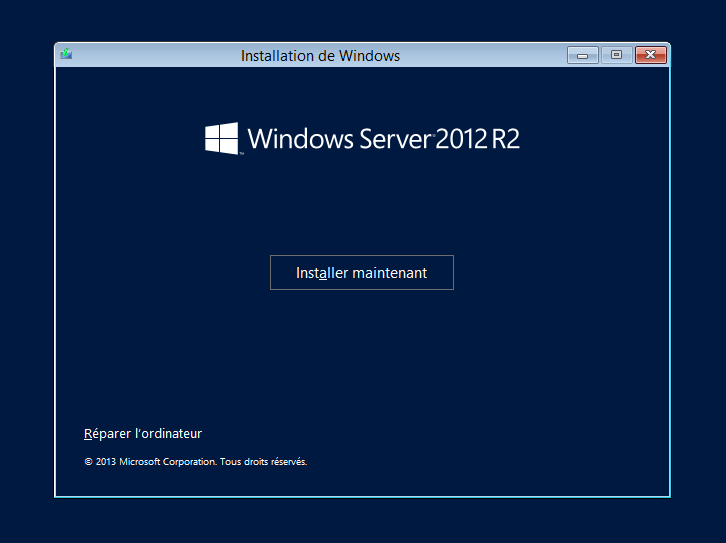 Installation de Windows
Windows Server 2012 R2
Installer maintenant
Réparer l'ordinateur
© 2013 Microsoft Corporation. Tous droits réservés.